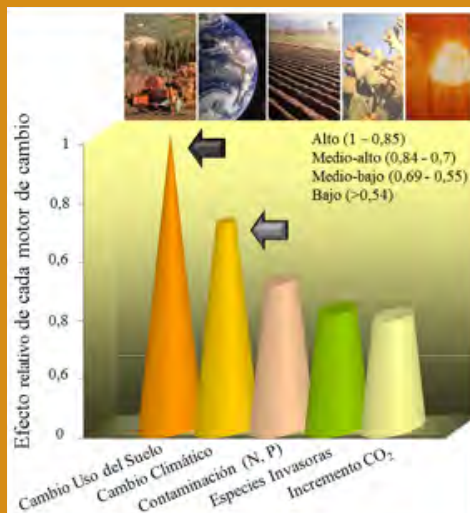 Alto (1 – 0,85)
Medio-alto (0,84 - 0,7)
Medio-bajo (0,69 - 0,55)
Bajo (>0,54)
Efecto relativo de cada motor de cambio
1
0,8
0,6
0,8
0,6
0
Cambio Uso del Suelo
Cambio Climático
Contaminación (N, P)
Especies Invasoras
Incremento CO₂